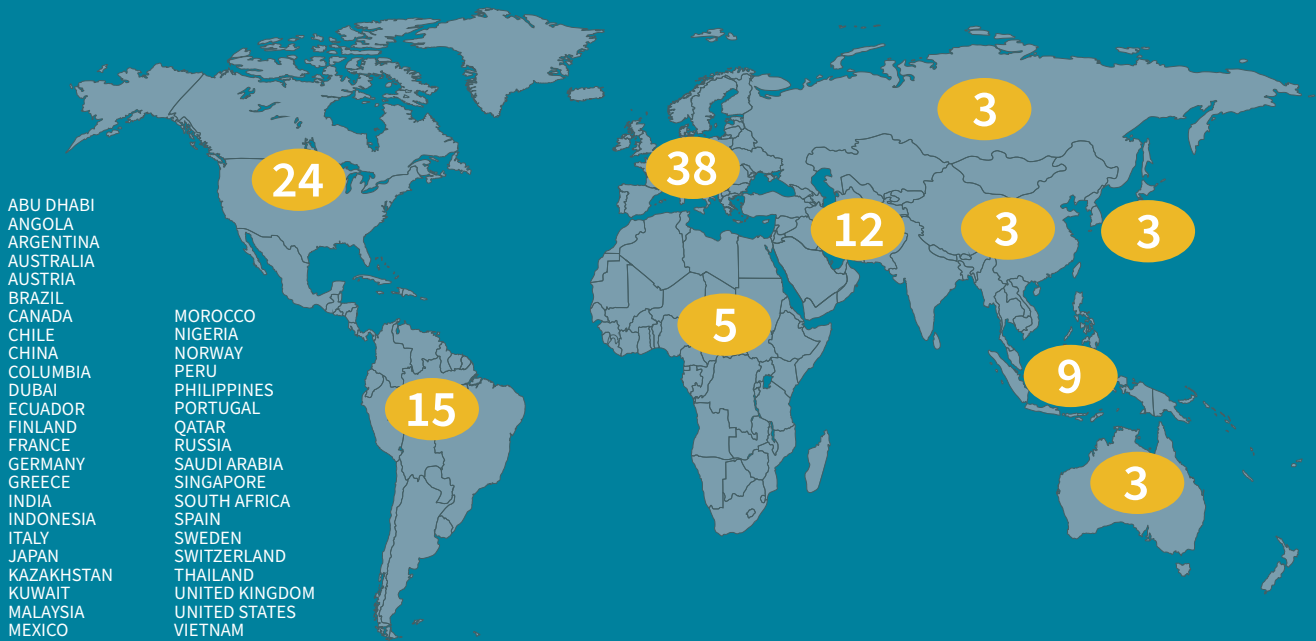 3
38
24
12
3
3
5
9
15
3
ABU DHABI
ANGOLA
ARGENTINA
AUSTRALIA
AUSTRIA
BRAZIL
CANADA
CHILE
CHINA
COLUMBIA
DUBAI
ECUADOR
FINLAND
FRANCE
GERMANY
GREECE
INDIA
INDONESIA
ITALY
JAPAN
KAZAKHSTAN
KUWAIT
MALAYSIA
MEXICO
MOROCCO
NIGERIA
NORWAY
PERU
PHILIPPINES
PORTUGAL
QATAR
RUSSIA
SAUDI ARABIA
SINGAPORE
SOUTH AFRICA
SPAIN
SWEDEN
SWITZERLAND
THAILAND
UNITED KINGDOM
UNITED STATES
VIETNAM